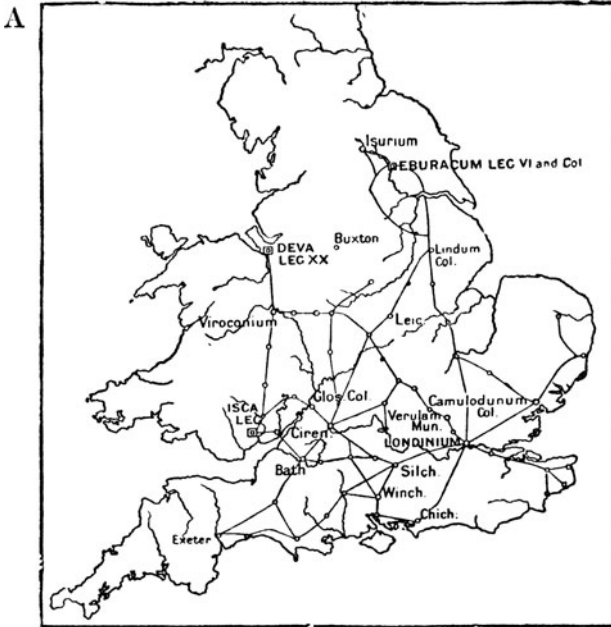 A
Isurium
EBURACUM LEG VI and Col
DEVA
LEG XX
Buxton
Lindum
Col.
Viroconium
Leic.
Glos. Col.
Camulodunum
Col.
ISCA
LEG
Verulam
Mun.
Ciren.
LONDINIUM
Bath
Silch.
Winch.
Exeter
Chich.